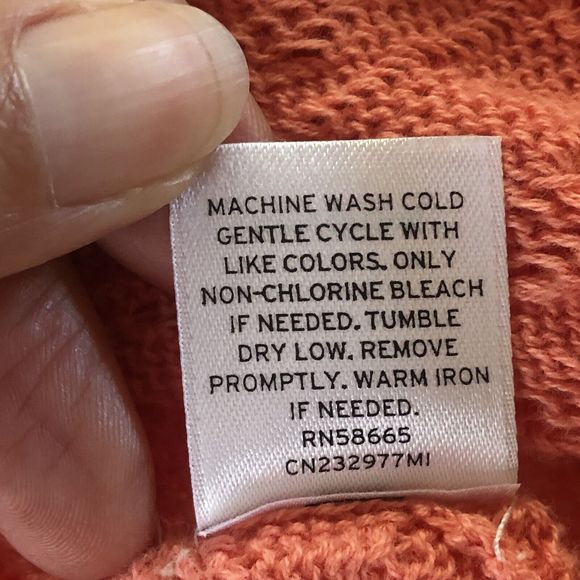 MACHINE WASH COLD
GENTLE CYCLE WITH
LIKE COLORS. ONLY
NON-CHLORINE BLEACH
IF NEEDED. TUMBLE
DRY LOW. REMOVE
PROMPTLY. WARM IRON
IF NEEDED.
RN58665
CN232977MI